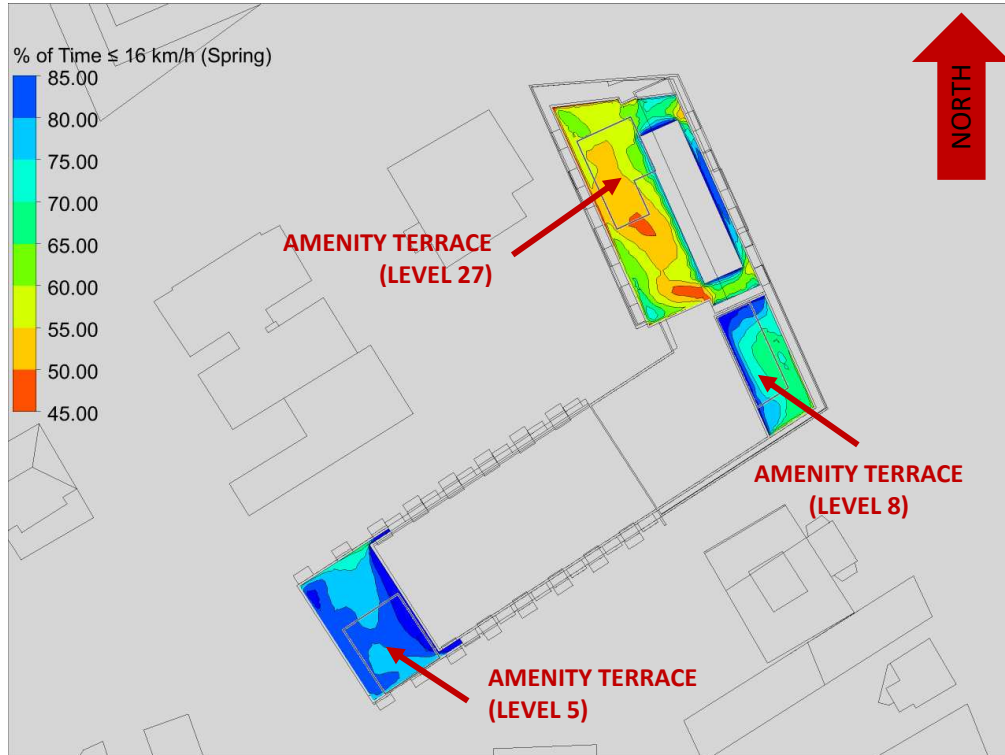 % of Time ≤ 16 km/h (Spring)
85.00
80.00
75.00
70.00
65.00
60.00
55.00
50.00
45.00
NORTH
AMENITY TERRACE
(LEVEL 27)
AMENITY TERRACE
(LEVEL 8)
AMENITY TERRACE
(LEVEL 5)